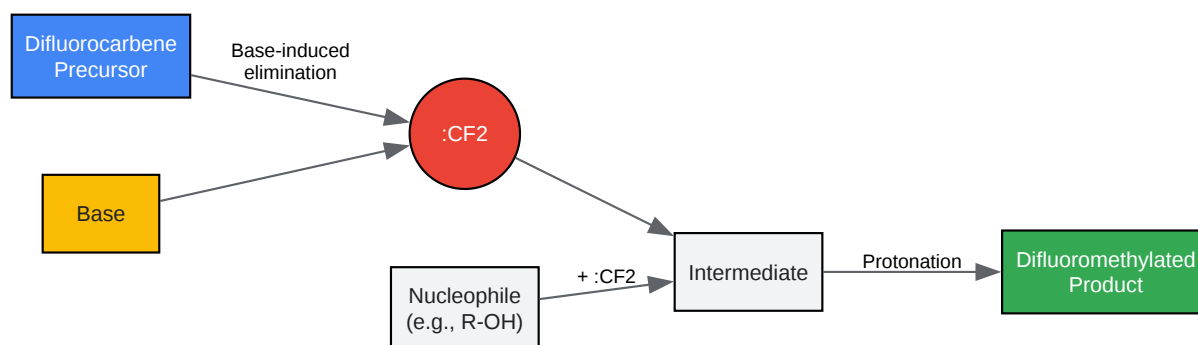 Difluorocarbene
Precursor
Base-induced
elimination
:CF2
Base
Nucleophile
(e.g., R-OH)
+ :CF2
Intermediate
Protonation
Difluoromethylated
Product